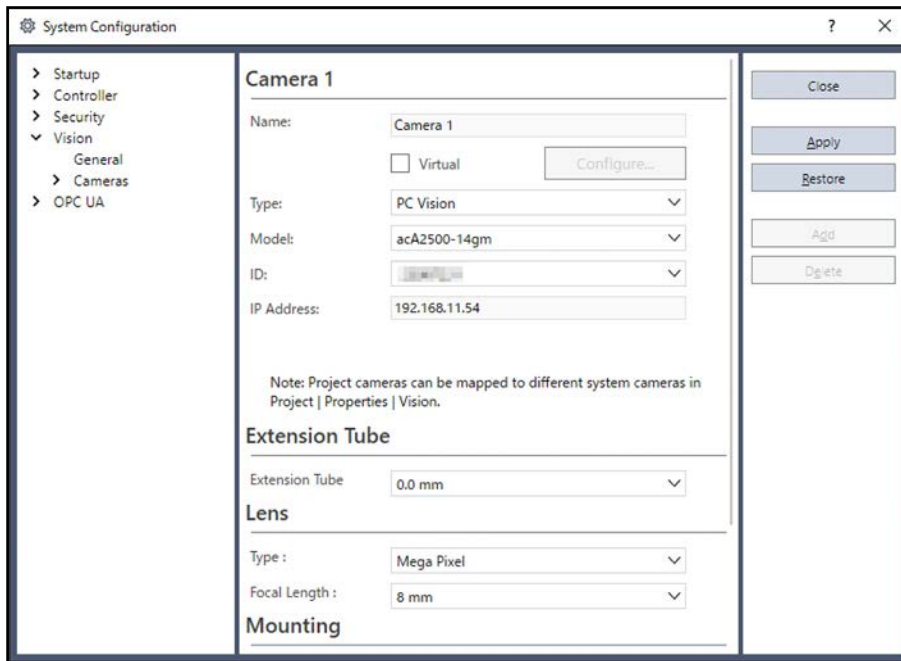 System Configuration
?
Startup
Controller
Security
Vision
General
Cameras
OPC UA
Camera 1
Name:
Camera 1
Virtual
Configure...
Type:
PC Vision
Model:
acA2500-14gm
ID:
IP Address:
192.168.11.54
Note: Project cameras can be mapped to different system cameras in
Project | Properties | Vision.
Extension Tube
Extension Tube
0.0 mm
Lens
Type :
Mega Pixel
Focal Length :
8 mm
Mounting
Close
Apply
Restore
Add
Delete